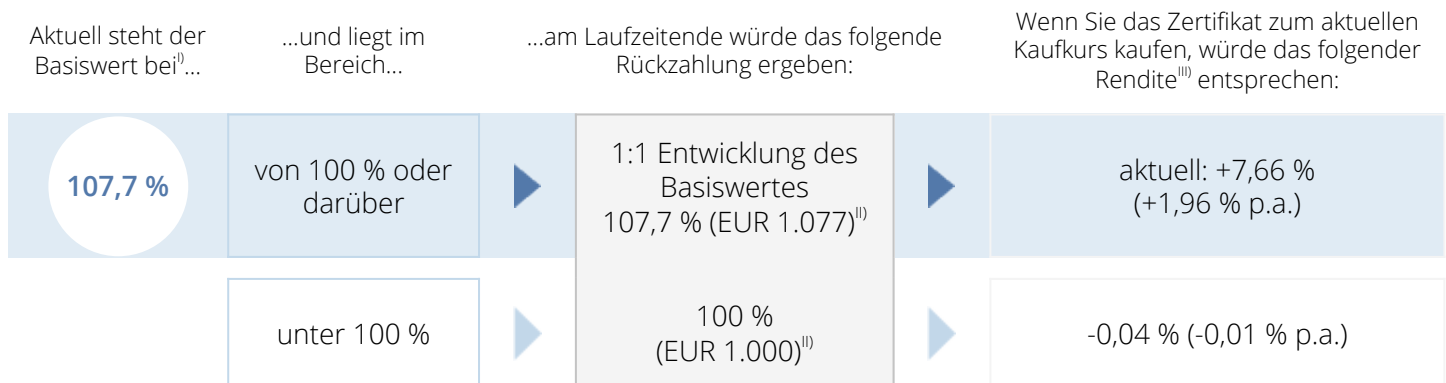 Aktuell steht der
Basiswert bei I)...
...und liegt im
Bereich...
...am Laufzeitende würde das folgende
Rückzahlung ergeben:
Wenn Sie das Zertifikat zum aktuellen
Kaufkurs kaufen, würde das folgender
Rendite III) entsprechen:
107,7 %
von 100 % oder
darüber
1:1 Entwicklung des
Basiswertes
107,7 % (EUR 1.077) II)
aktuell: +7,66 %
(+1,96 % p.a.)
unter 100 %
100 %
(EUR 1.000) II)
-0,04 % (-0,01 % p.a.)